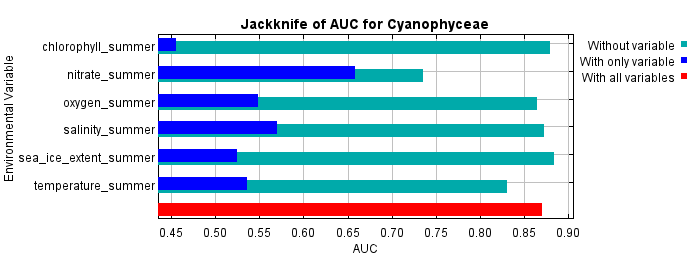 Jackknife of AUC for Cyanophyceae
Environmental Variable
chlorophyll_summer
nitrate_summer
oxygen_summer
salinity_summer
sea_ice_extent_summer
temperature_summer
0.45 0.50 0.55 0.60 0.65 0.70 0.75 0.80 0.85 0.90
AUC
Without variable
With only variable
With all variables